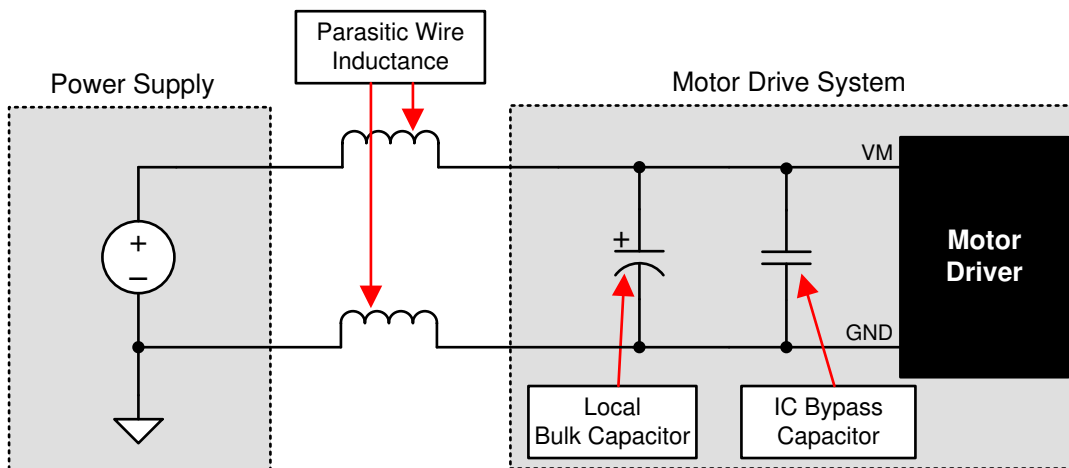 Parasitic Wire
Inductance
Power Supply
Motor Drive System
VM
+
–
+
Motor
Driver
GND
Local
Bulk Capacitor
IC Bypass
Capacitor